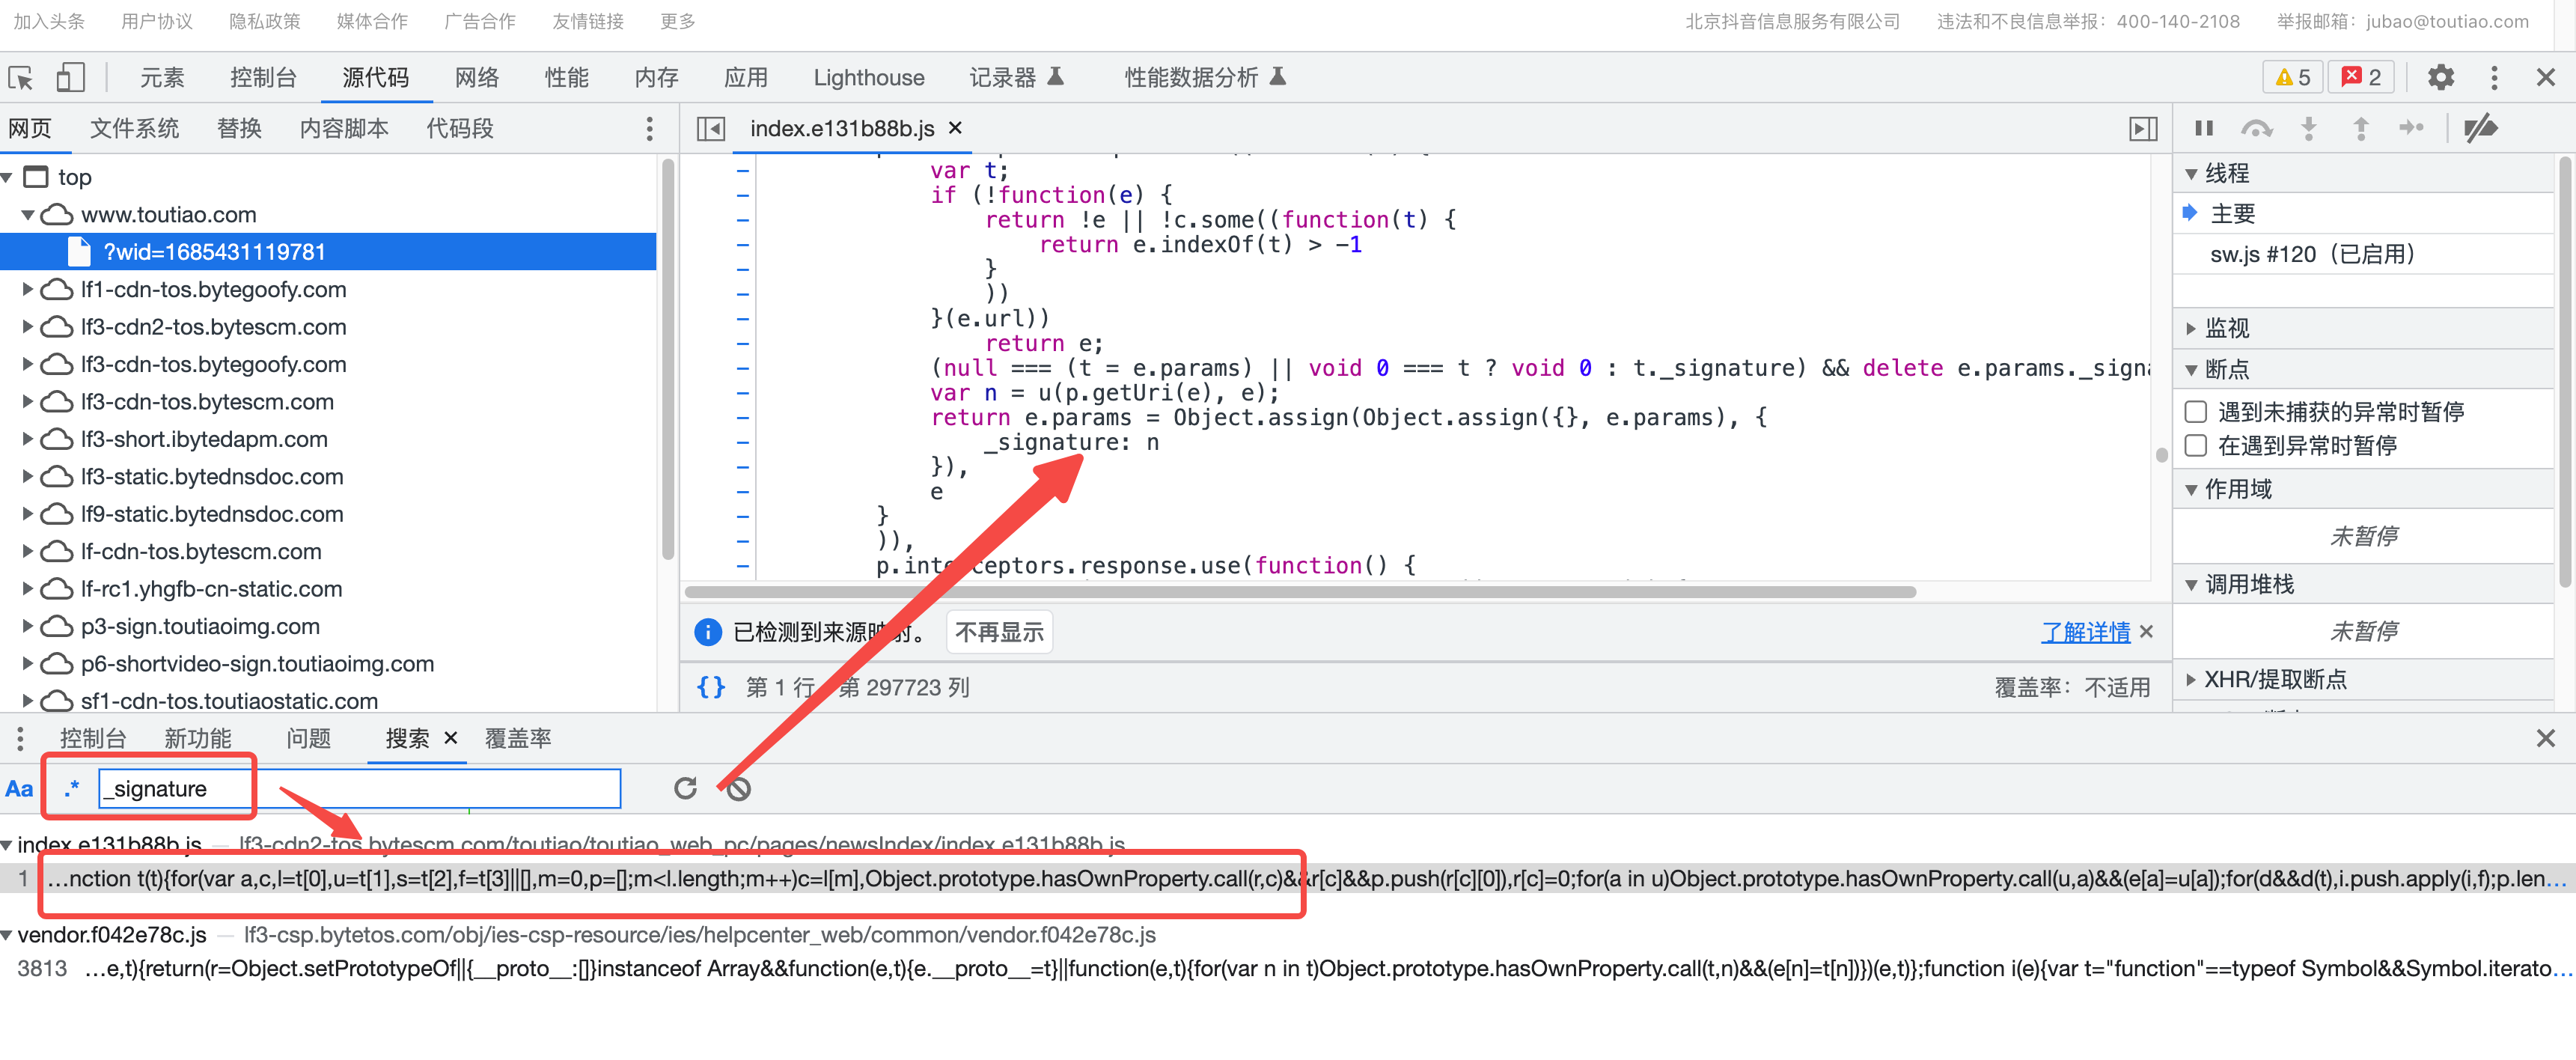 加入头条 用户协议 隐私政策 媒体合作 广告合作 友情链接 更多 北京抖音信息服务有限公司 违法和不良信息举报：400-140-2108 举报邮箱：jubao@toutiao.com
元素 控制台 源代码 网络 性能 内存 应用 Lighthouse 记录器 性能数据分析 5 2
网页 文件系统 替换 内容脚本 代码段 index.e131b88b.js ×
top
www.toutiao.com
?wid=1685431119781
lf1-cdn-tos.bytegoofy.com
lf3-cdn2-tos.bytescm.com
lf3-cdn-tos.bytegoofy.com
lf3-cdn-tos.bytescm.com
lf3-short.ibytedapm.com
lf3-static.bytednsdoc.com
lf9-static.bytednsdoc.com
lf-cdn-tos.bytescm.com
lf-rc1.yhgfb-cn-static.com
p3-sign.toutiaoimg.com
p6-shortvideo-sign.toutiaoimg.com
sf1-cdn-tos.toutiaostatic.com
var t;
if (!function(e) {
return !e || !c.some((function(t) {
return e.indexOf(t) > -1
}
))
}(e.url))
return e;
(null === (t = e.params) || void 0 === t ? void 0 : t._signature) && delete e.params._signa
var n = u(p.getUri(e), e);
return e.params = Object.assign(Object.assign({}, e.params), {
_signature: n
}),
e
}
)),
p.interceptors.response.use(function() {
已检测到来源映射。 不再显示 了解详情 ×
{} 第 1 行，第 297723 列 覆盖率：不适用
线程
主要
sw.js #120（已启用）
监视
断点
遇到未捕获的异常时暂停
在遇到异常时暂停
作用域
未暂停
调用堆栈
未暂停
XHR/提取断点
控制台 新功能 问题 搜索 × 覆盖率
Aa .* _signature
index.e131b88b.js — lf3-cdn2-tos.bytescm.com/toutiao/toutiao_web_pc/pages/newsIndex/index.e131b88b.js
1 …nction t(t){for(var a,c,l=t[0],u=t[1],s=t[2],f=t[3]||[],m=0,p=[];m<l.length;m++)c=l[m],Object.prototype.hasOwnProperty.call(r,c)&&r[c]&&p.push(r[c][0]),r[c]=0;for(a in u)Object.prototype.hasOwnProperty.call(u,a)&&(e[a]=u[a]);for(d&&d(t),i.push.apply(i,f);p.len…
vendor.f042e78c.js — lf3-csp.bytetos.com/obj/ies-csp-resource/ies/helpcenter_web/common/vendor.f042e78c.js
3813 …e,t){return(r=Object.setPrototypeOf||{__proto__:[]}instanceof Array&&function(e,t){e.__proto__=t}||function(e,t){for(var n in t)Object.prototype.hasOwnProperty.call(t,n)&&(e[n]=t[n])})(e,t)};function i(e){var t="function"==typeof Symbol&&Symbol.iterato…